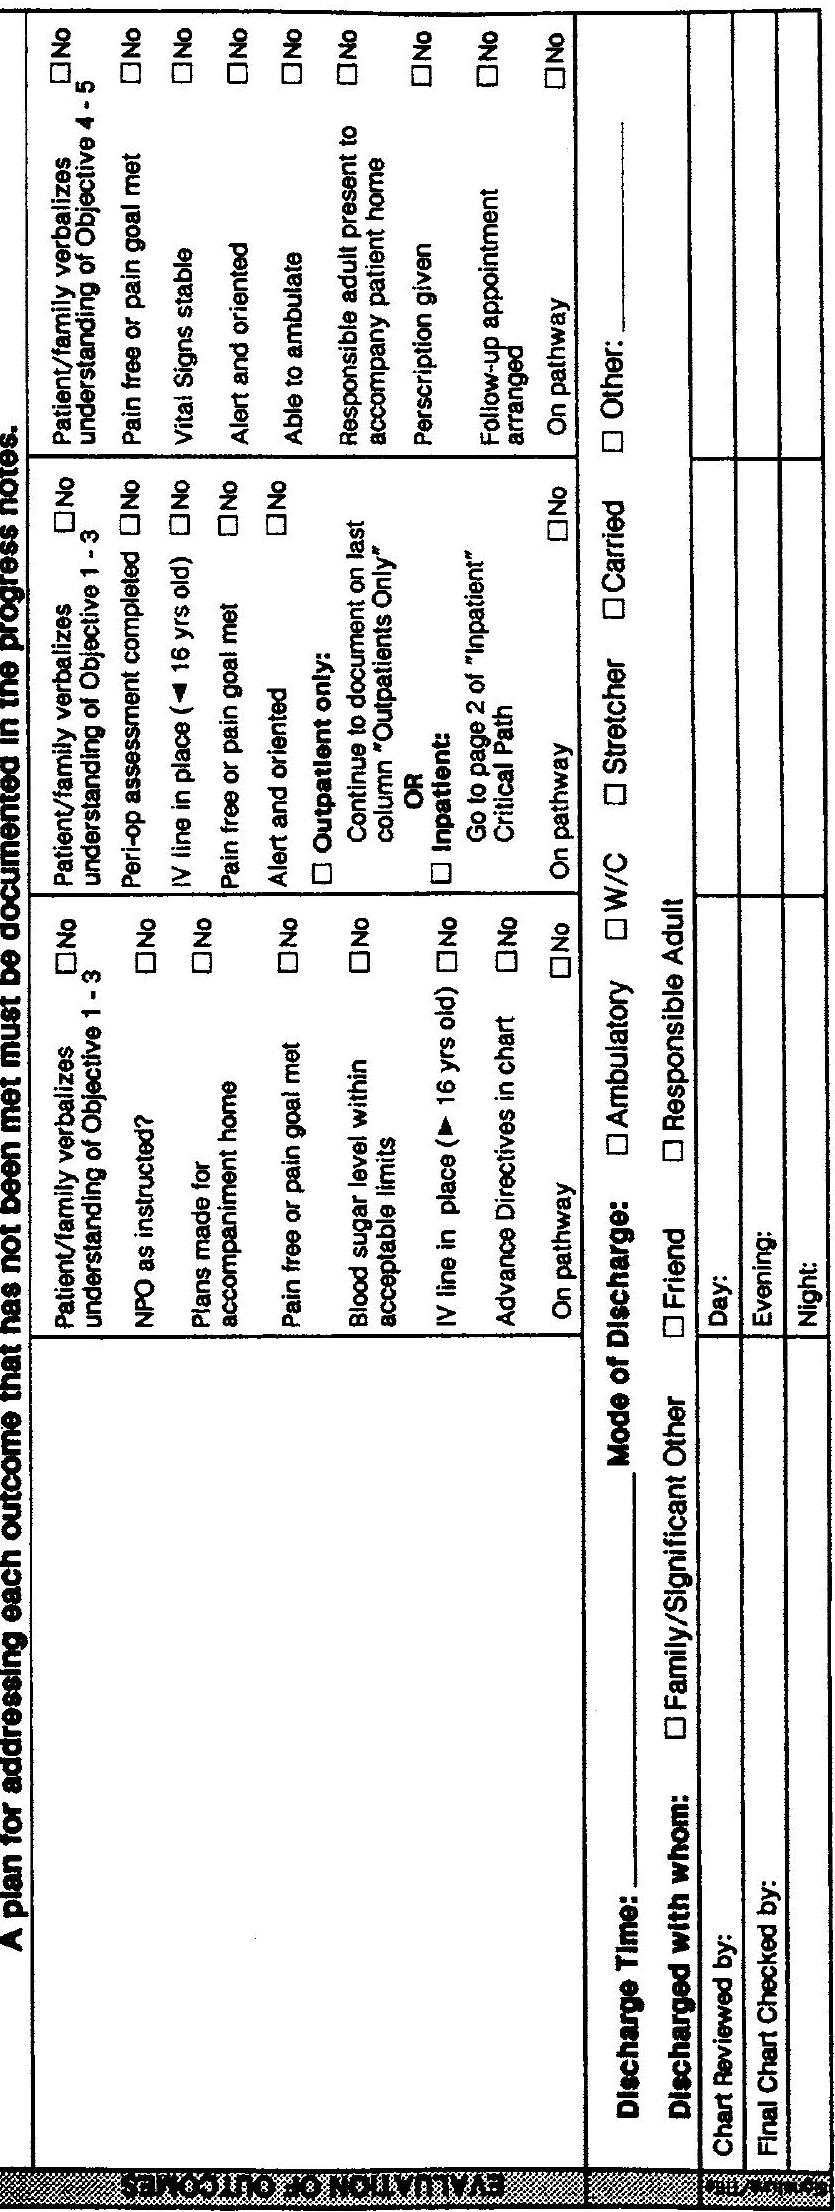 A plan for addressing each outcome that has not been met must be documented in the progress notes.
EVALUATION OF OUTCOMES
Patient/family verbalizes ☐ No
understanding of Objective 1 - 3
NPO as instructed? ☐ No
Plans made for ☐ No
accompaniment home
Pain free or pain goal met ☐ No
Blood sugar level within ☐ No
acceptable limits
IV line in place (► 16 yrs old) ☐ No
Advance Directives in chart ☐ No
On pathway ☐ No
Patient/family verbalizes ☐ No
understanding of Objective 1 - 3
Peri-op assessment completed ☐ No
IV line in place (◄ 16 yrs old) ☐ No
Pain free or pain goal met ☐ No
Alert and oriented ☐ No
☐ Outpatient only:
Continue to document on last
column "Outpatients Only"
OR
☐ Inpatient:
Go to page 2 of "Inpatient"
Critical Path
On pathway ☐ No
Patient/family verbalizes ☐ No
understanding of Objective 4 - 5
Pain free or pain goal met ☐ No
Vital Signs stable ☐ No
Alert and oriented ☐ No
Able to ambulate ☐ No
Responsible adult present to ☐ No
accompany patient home
Perscription given ☐ No
Follow-up appointment ☐ No
arranged
On pathway ☐ No
Discharge Time: Mode of Discharge: ☐ Ambulatory ☐ W/C ☐ Stretcher ☐ Carried ☐ Other:
Discharged with whom: ☐ Family/Significant Other ☐ Friend ☐ Responsible Adult
Signature/Title
Chart Reviewed by: Day:
Final Chart Checked by: Evening:
Night: